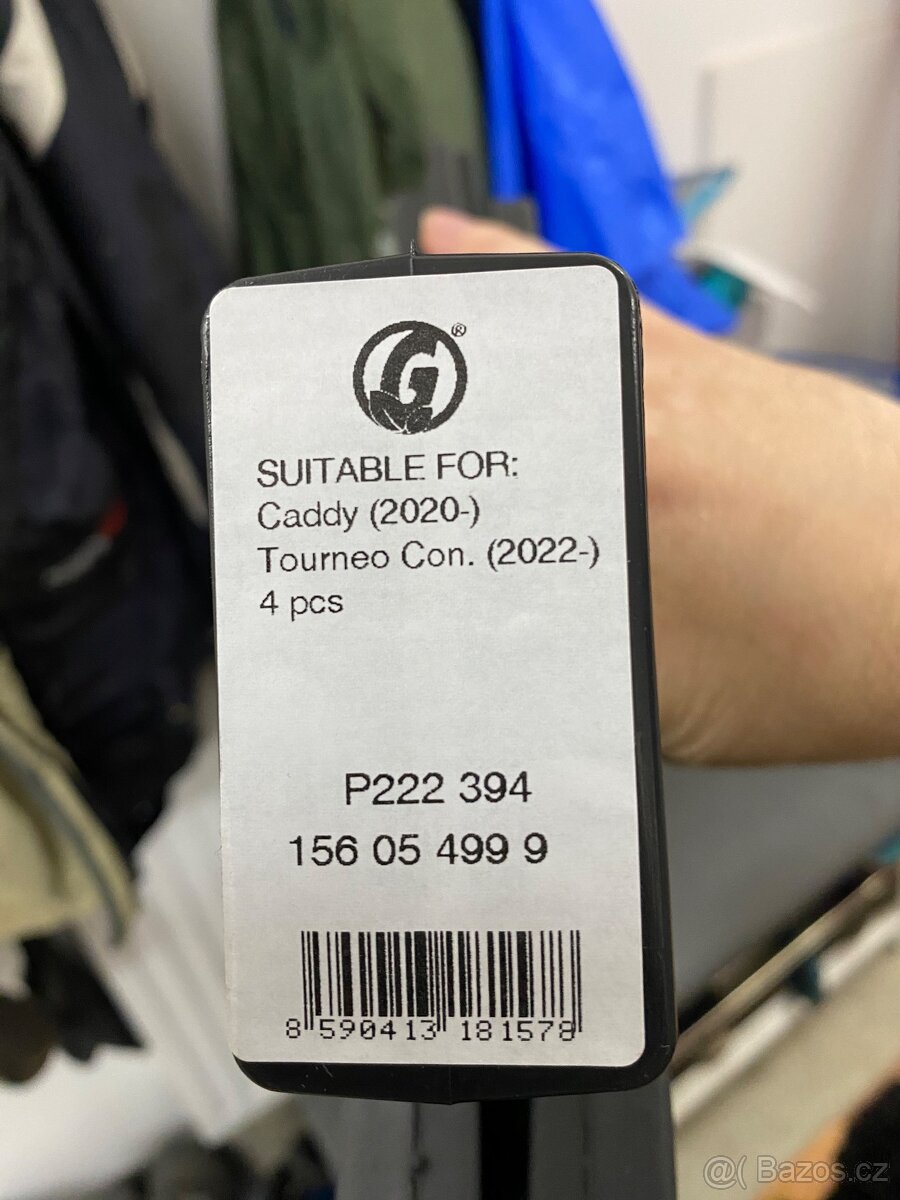 G®
SUITABLE FOR:
Caddy (2020-)
Tourneo Con. (2022-)
4 pcs
P222 394
156 05 499 9
8 590413 181578
@( Bazos.cz